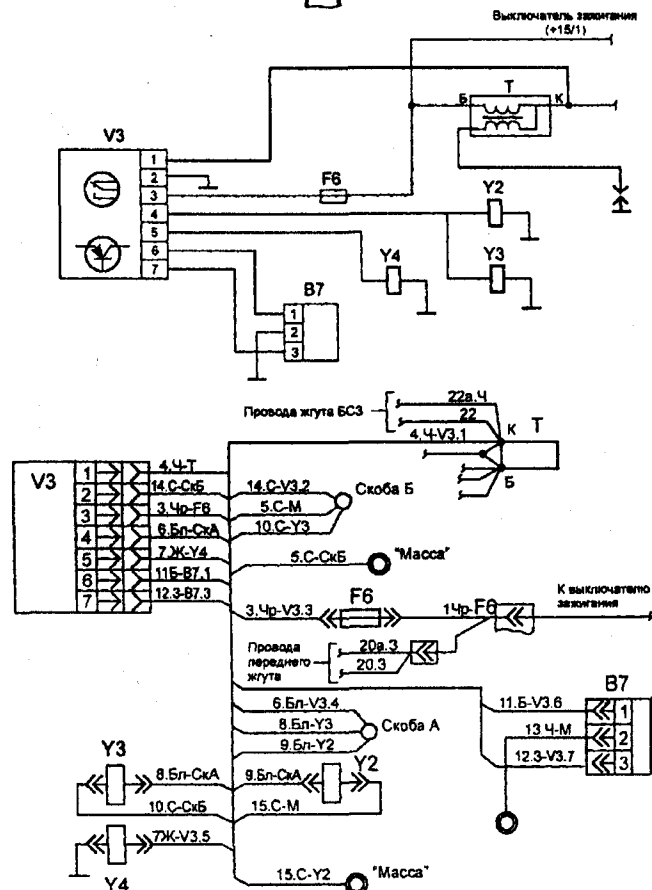 Выключатель зажигания
(+15/1)
Т
Б
К
V3
1
2
3
4
5
6
7
F6
Y2
Y4
Y3
B7
1
2
3
22а.Ч
Провода жгута БСЗ
22
К
Т
4.Ч-V3.1
Б
V3
1
2
3
4
5
6
7
4.Ч-Т
14.С-СкБ
3.Чр-F6
6.Бл-СкА
7.Ж-Y4
11Б-В7.1
12.З-В7.3
14.С-V3.2
5.С-М
10.С-Y3
Скоба Б
5.С-СкБ
"Масса"
3.Чр-V3.3
F6
1Чр-F6
К выключателю
зажигания
Провода
переднего
жгута
20в.З
20.З
B7
6.Бл-V3.4
8.Бл-Y3
9.Бл-Y2
Скоба А
11.Б-V3.6
13.Ч-М
12.З-V3.7
1
2
3
Y3
8.Бл-СкА
9.Бл-СкА
Y2
10.С-СкБ
15.С-М
7Ж-V3.5
Y4
15.С-Y2
"Масса"